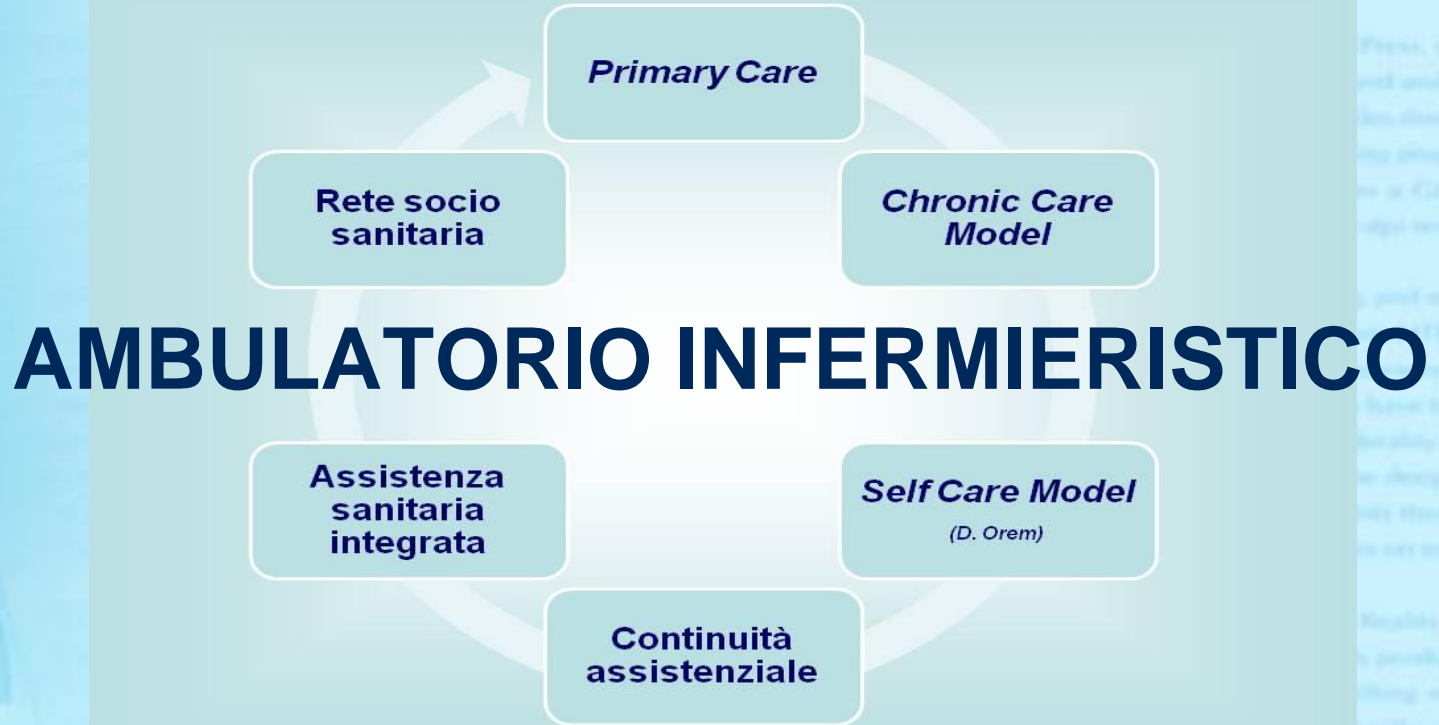 Primary Care
Rete socio
sanitaria
Chronic Care
Model
AMBULATORIO INFERMIERISTICO
Assistenza
sanitaria
integrata
Self Care Model
(D. Orem)
Continuità
assistenziale